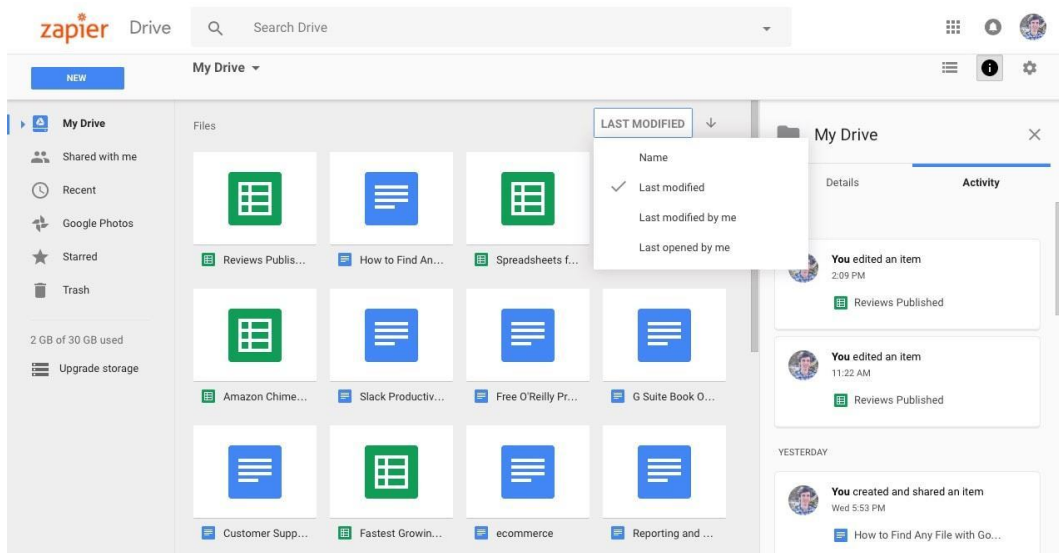 zapier Drive
Search Drive
NEW
My Drive
My Drive
Shared with me
Recent
Google Photos
Starred
Trash
2 GB of 30 GB used
Upgrade storage
Files
LAST MODIFIED
Name
Last modified
Last modified by me
Last opened by me
Reviews Publis...
How to Find An...
Spreadsheets f...
Amazon Chime...
Slack Productiv...
Free O'Reilly Pr...
G Suite Book O...
Customer Supp...
Fastest Growin...
ecommerce
Reporting and ...
My Drive
Details
Activity
You edited an item
2:09 PM
Reviews Published
You edited an item
11:22 AM
Reviews Published
YESTERDAY
You created and shared an item
Wed 5:53 PM
How to Find Any File with Go...